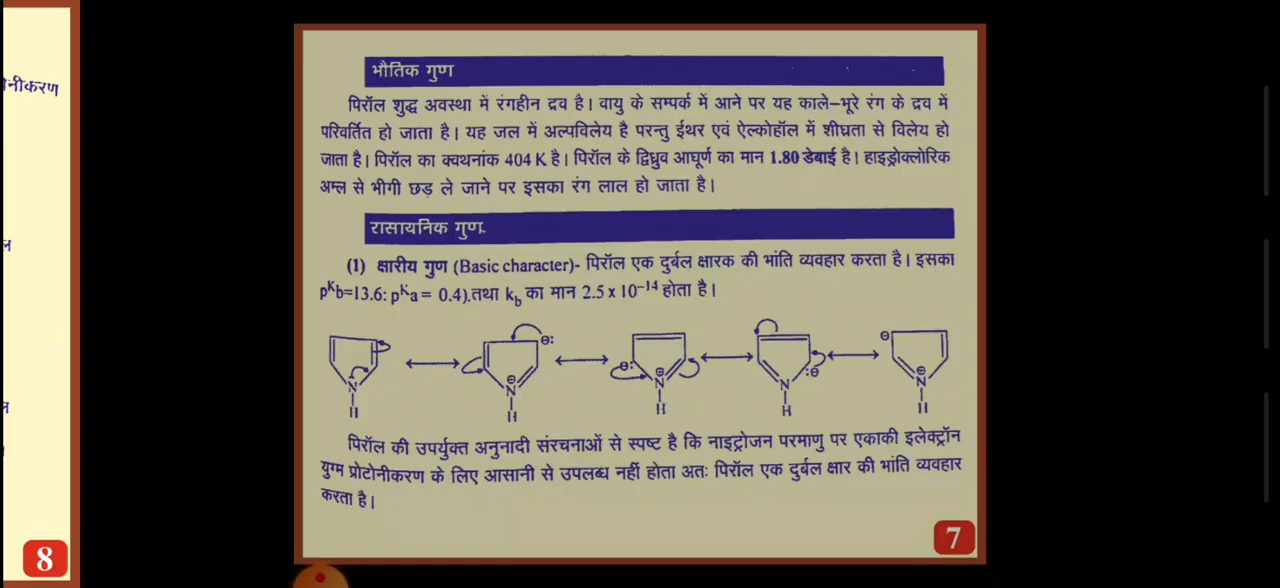 नीकरण
8
भौतिक गुण
पिरॉल शुद्ध अवस्था में रंगहीन द्रव है। वायु के सम्पर्क में आने पर यह काले-भूरे रंग के द्रव में
परिवर्तित हो जाता है। यह जल में अल्पविलेय है परन्तु ईथर एवं ऐल्कोहॉल में शीघ्रता से विलेय हो
जाता है। पिरॉल का क्वथनांक 404 K है। पिरॉल के द्विध्रुव आघूर्ण का मान 1.80 डेबाई है। हाइड्रोक्लोरिक
अम्ल से भीगी छड़ ले जाने पर इसका रंग लाल हो जाता है।
रासायनिक गुण
(1) क्षारीय गुण (Basic character)- पिरॉल एक दुर्बल क्षारक की भांति व्यवहार करता है। इसका
pKb=13.6: pKa = 0.4).तथा kb का मान 2.5 x 10⁻¹⁴ होता है।
⊖: ⊖: ⊖
⊕ ⊕ :⊖ ⊕
N N N N N
H H H H H
पिरॉल की उपर्युक्त अनुनादी संरचनाओं से स्पष्ट है कि नाइट्रोजन परमाणु पर एकाकी इलेक्ट्रॉन
युग्म प्रोटोनीकरण के लिए आसानी से उपलब्ध नहीं होता अतः पिरॉल एक दुर्बल क्षार की भांति व्यवहार
करता है।
7